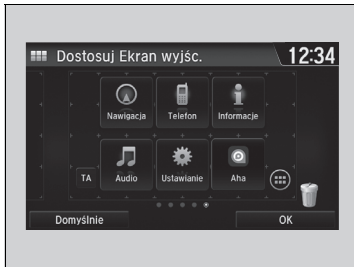 Dostosuj Ekran wyjśc.
12:34
Nawigacja Telefon Informacje
TA Audio Ustawianie Aha
Domyślnie OK